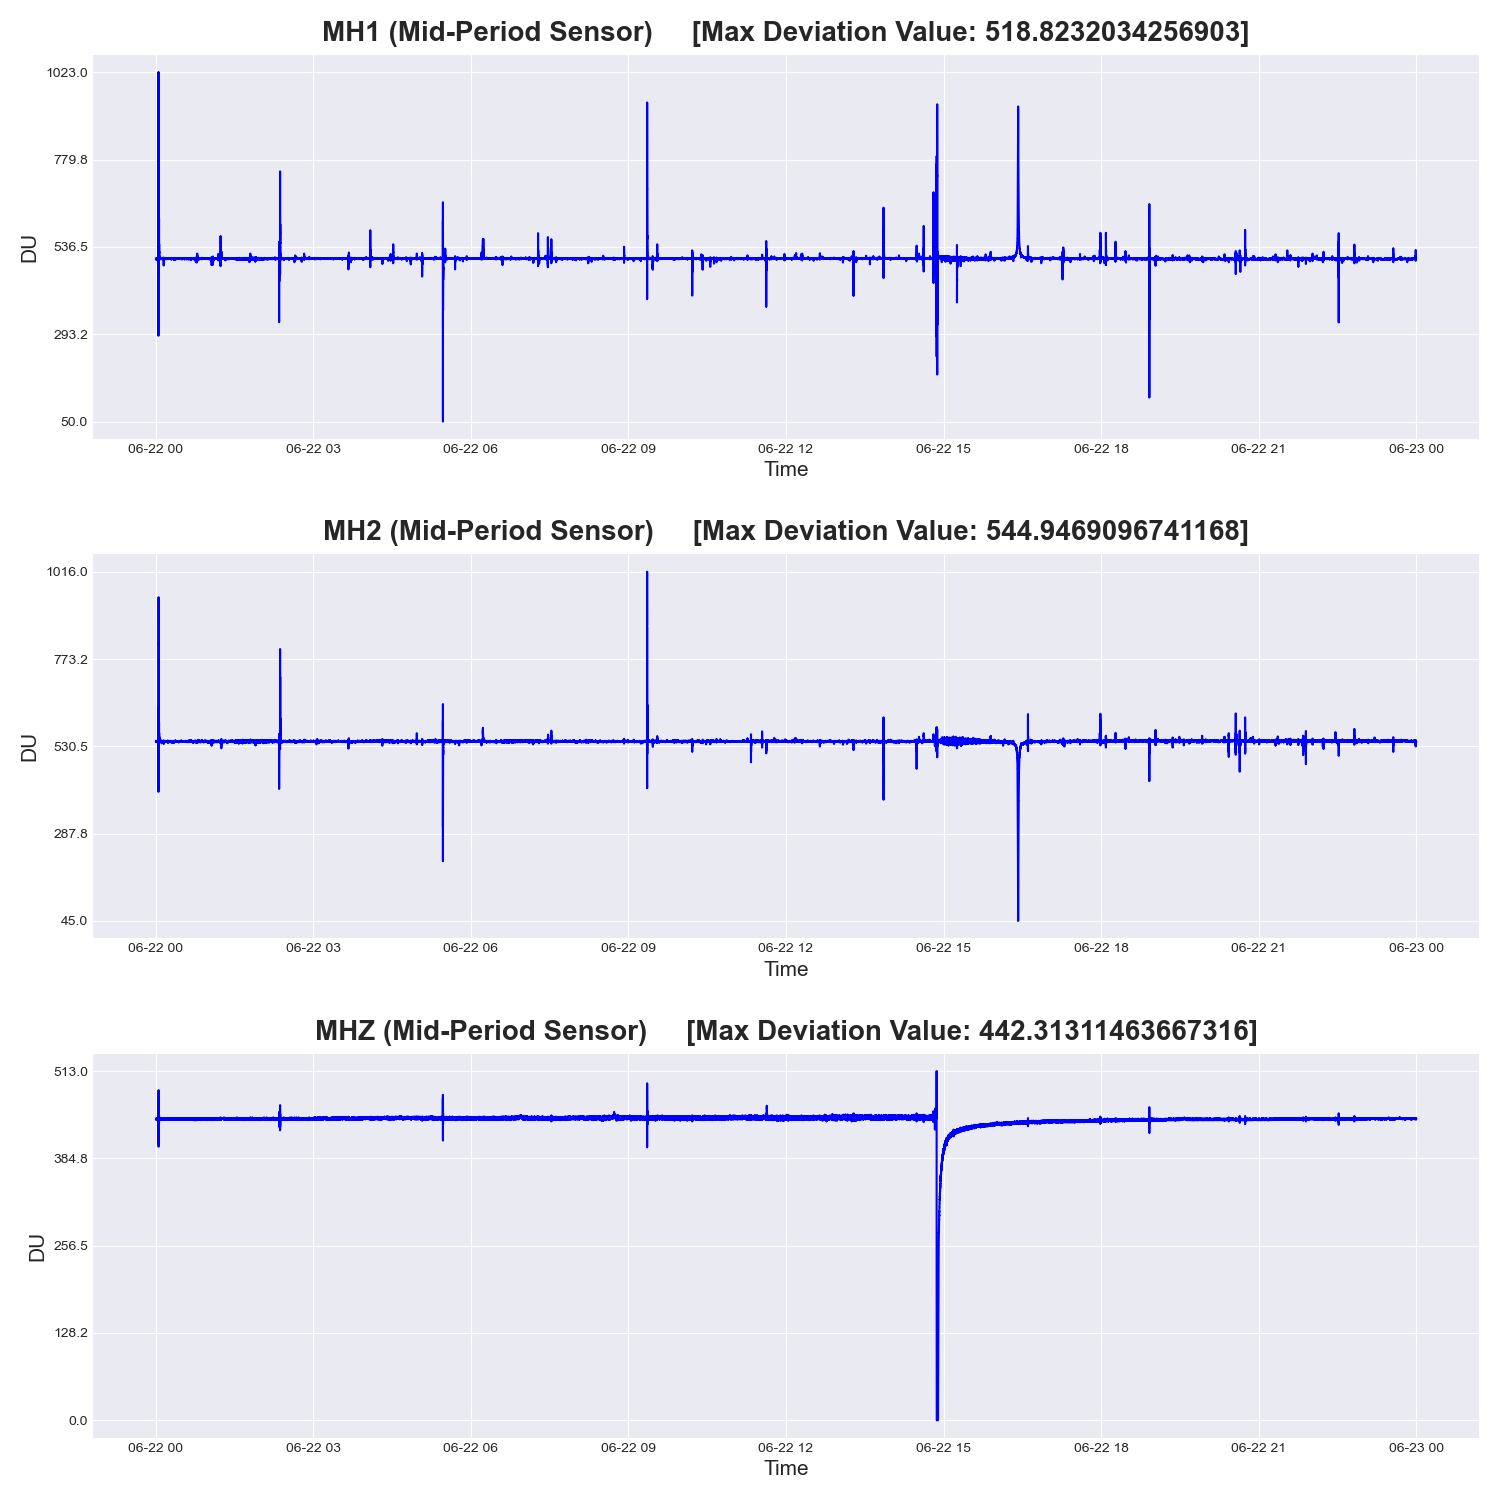 MH1 (Mid-Period Sensor) [Max Deviation Value: 518.8232034256903]
1023.0
779.8
536.5
293.2
50.0
DU
06-22 00 06-22 03 06-22 06 06-22 09 06-22 12 06-22 15 06-22 18 06-22 21 06-23 00
Time
MH2 (Mid-Period Sensor) [Max Deviation Value: 544.9469096741168]
1016.0
773.2
530.5
287.8
45.0
DU
06-22 00 06-22 03 06-22 06 06-22 09 06-22 12 06-22 15 06-22 18 06-22 21 06-23 00
Time
MHZ (Mid-Period Sensor) [Max Deviation Value: 442.31311463667316]
513.0
384.8
256.5
128.2
0.0
DU
06-22 00 06-22 03 06-22 06 06-22 09 06-22 12 06-22 15 06-22 18 06-22 21 06-23 00
Time